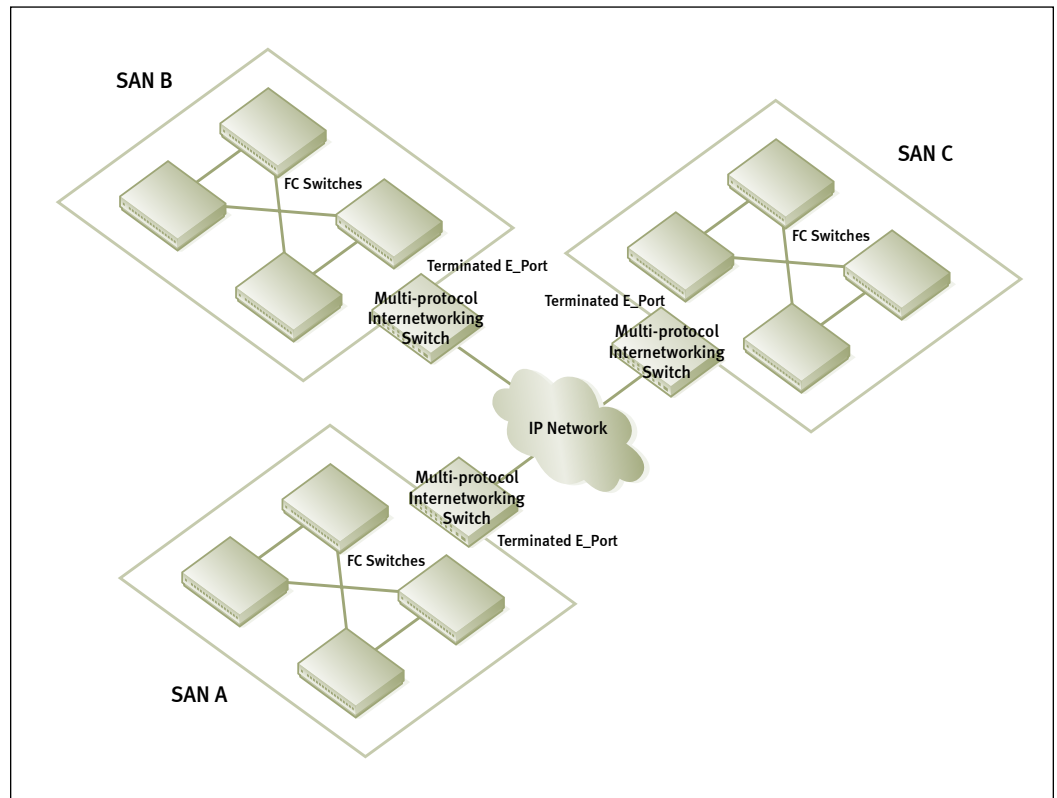 SAN B
FC Switches
Terminated E_Port
Multi-protocol
Internetworking
Switch
SAN C
FC Switches
Terminated E_Port
Multi-protocol
Internetworking
Switch
IP Network
Multi-protocol
Internetworking
Switch
Terminated E_Port
FC Switches
SAN A